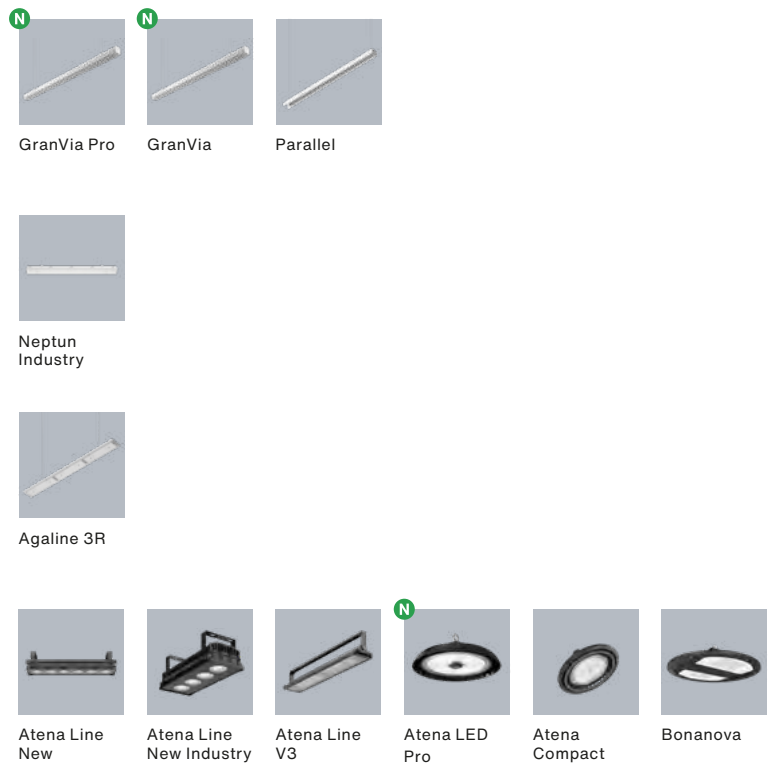 N
N
GranVia Pro
GranVia
Parallel
Neptun
Industry
Agaline 3R
N
Atena Line
New
Atena Line
New Industry
Atena Line
V3
Atena LED
Pro
Atena
Compact
Bonanova